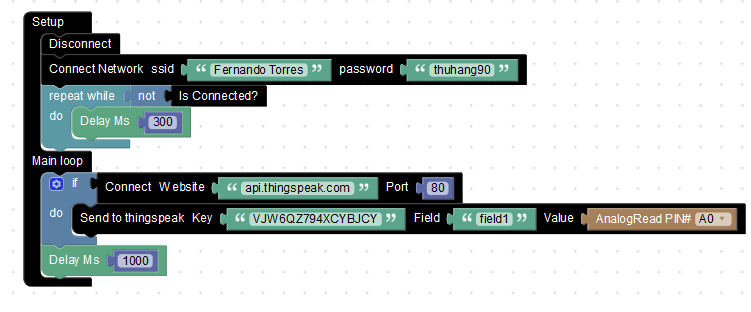 Setup
Disconnect
Connect Network ssid “ Fernando Torres ” password “ thuhang90 ”
repeat while not Is Connected?
do Delay Ms 300
Main loop
if Connect Website “ api.thingspeak.com ” Port 80
do Send to thingspeak Key “ VJW6QZ794XCYBJCY ” Field “ field1 ” Value AnalogRead PIN# A0
Delay Ms 1000